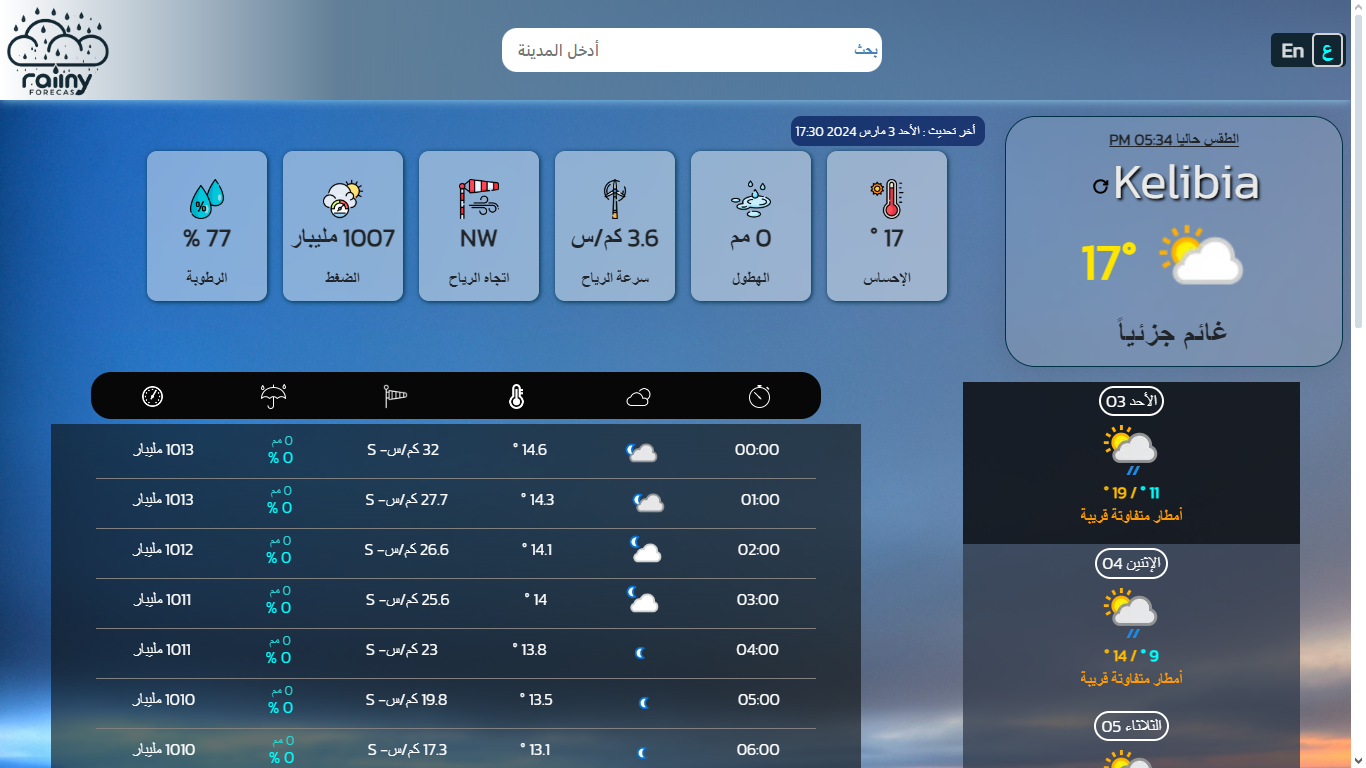 raiiny
FORECAS
أدخل المدينة
بحث
ع
En
أخر تحديث : الأحد 3 مارس 2024 17:30
الطقس حاليا 05:34 PM
Kelibia
17°
غائم جزئياً
17 °
الإحساس
0 مم
الهطول
3.6 كم/س
سرعة الرياح
NW
اتجاه الرياح
1007 مليبار
الضغط
%
77 %
الرطوبة
الأحد 03
11 ° / 19 °
أمطار متفاوتة قريبة
الإثنين 04
9 ° / 14 °
أمطار متفاوتة قريبة
الثلاثاء 05
00:00
14.6 °
32 كم/س- S
0 مم
0 %
1013 مليبار
01:00
14.3 °
27.7 كم/س- S
0 مم
0 %
1013 مليبار
02:00
14.1 °
26.6 كم/س- S
0 مم
0 %
1012 مليبار
03:00
14 °
25.6 كم/س- S
0 مم
0 %
1011 مليبار
04:00
13.8 °
23 كم/س- S
0 مم
0 %
1011 مليبار
05:00
13.5 °
19.8 كم/س- S
0 مم
0 %
1010 مليبار
06:00
13.1 °
17.3 كم/س- S
0 مم
0 %
1010 مليبار